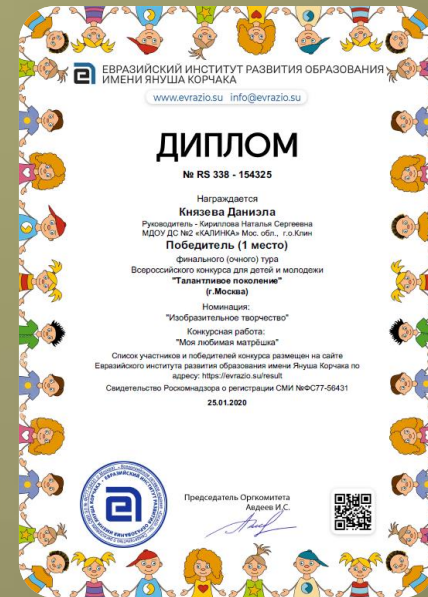 ЕВРАЗИЙСКИЙ ИНСТИТУТ РАЗВИТИЯ ОБРАЗОВАНИЯ
ИМЕНИ ЯНУША КОРЧАКА
www.evrazio.su info@evrazio.su
ДИПЛОМ
№ RS 338 - 154325
Награждается
Князева Даниэла
Руководитель - Кириллова Наталья Сергеевна
МДОУ ДС №2 «КАЛИНКА» Мос. обл., г.о.Клин
Победитель (1 место)
финального (очного) тура
Всероссийского конкурса для детей и молодежи
"Талантливое поколение"
(г.Москва)
Номинация:
"Изобразительное творчество"
Конкурсная работа:
"Моя любимая матрёшка"
Список участников и победителей конкурса размещен на сайте
Евразийского института развития образования имени Януша Корчака по
адресу: https://evrazio.su/result
Свидетельство Роскомнадзора о регистрации СМИ №ФС77-56431
25.01.2020
Председатель Оргкомитета
Авдеев И.С.